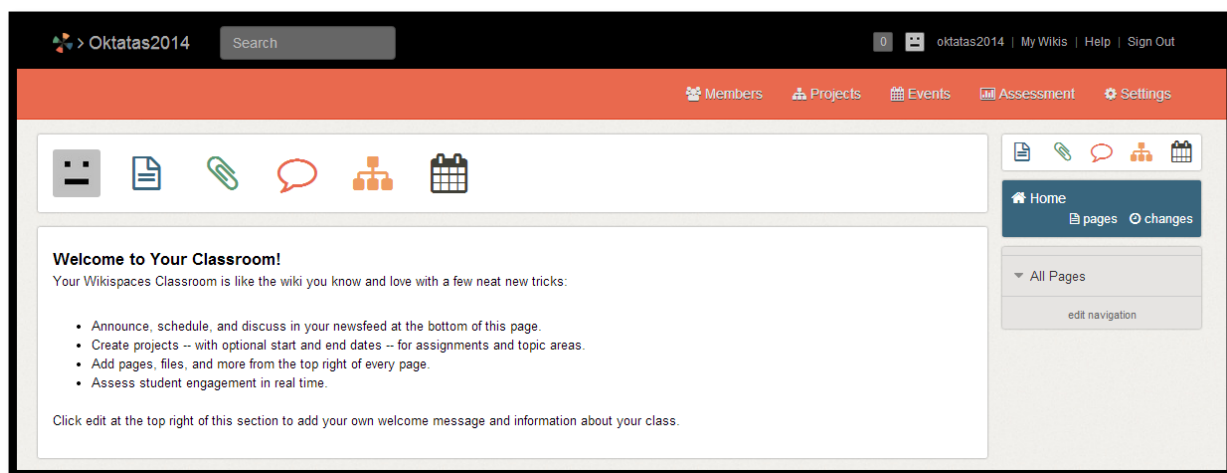 > Oktatas2014 Search 0 oktatas2014 | My Wikis | Help | Sign Out
Members Projects Events Assessment Settings
Home
pages changes
Welcome to Your Classroom!
Your Wikispaces Classroom is like the wiki you know and love with a few neat new tricks:
• Announce, schedule, and discuss in your newsfeed at the bottom of this page.
• Create projects -- with optional start and end dates -- for assignments and topic areas.
• Add pages, files, and more from the top right of every page.
• Assess student engagement in real time.
Click edit at the top right of this section to add your own welcome message and information about your class.
All Pages
edit navigation